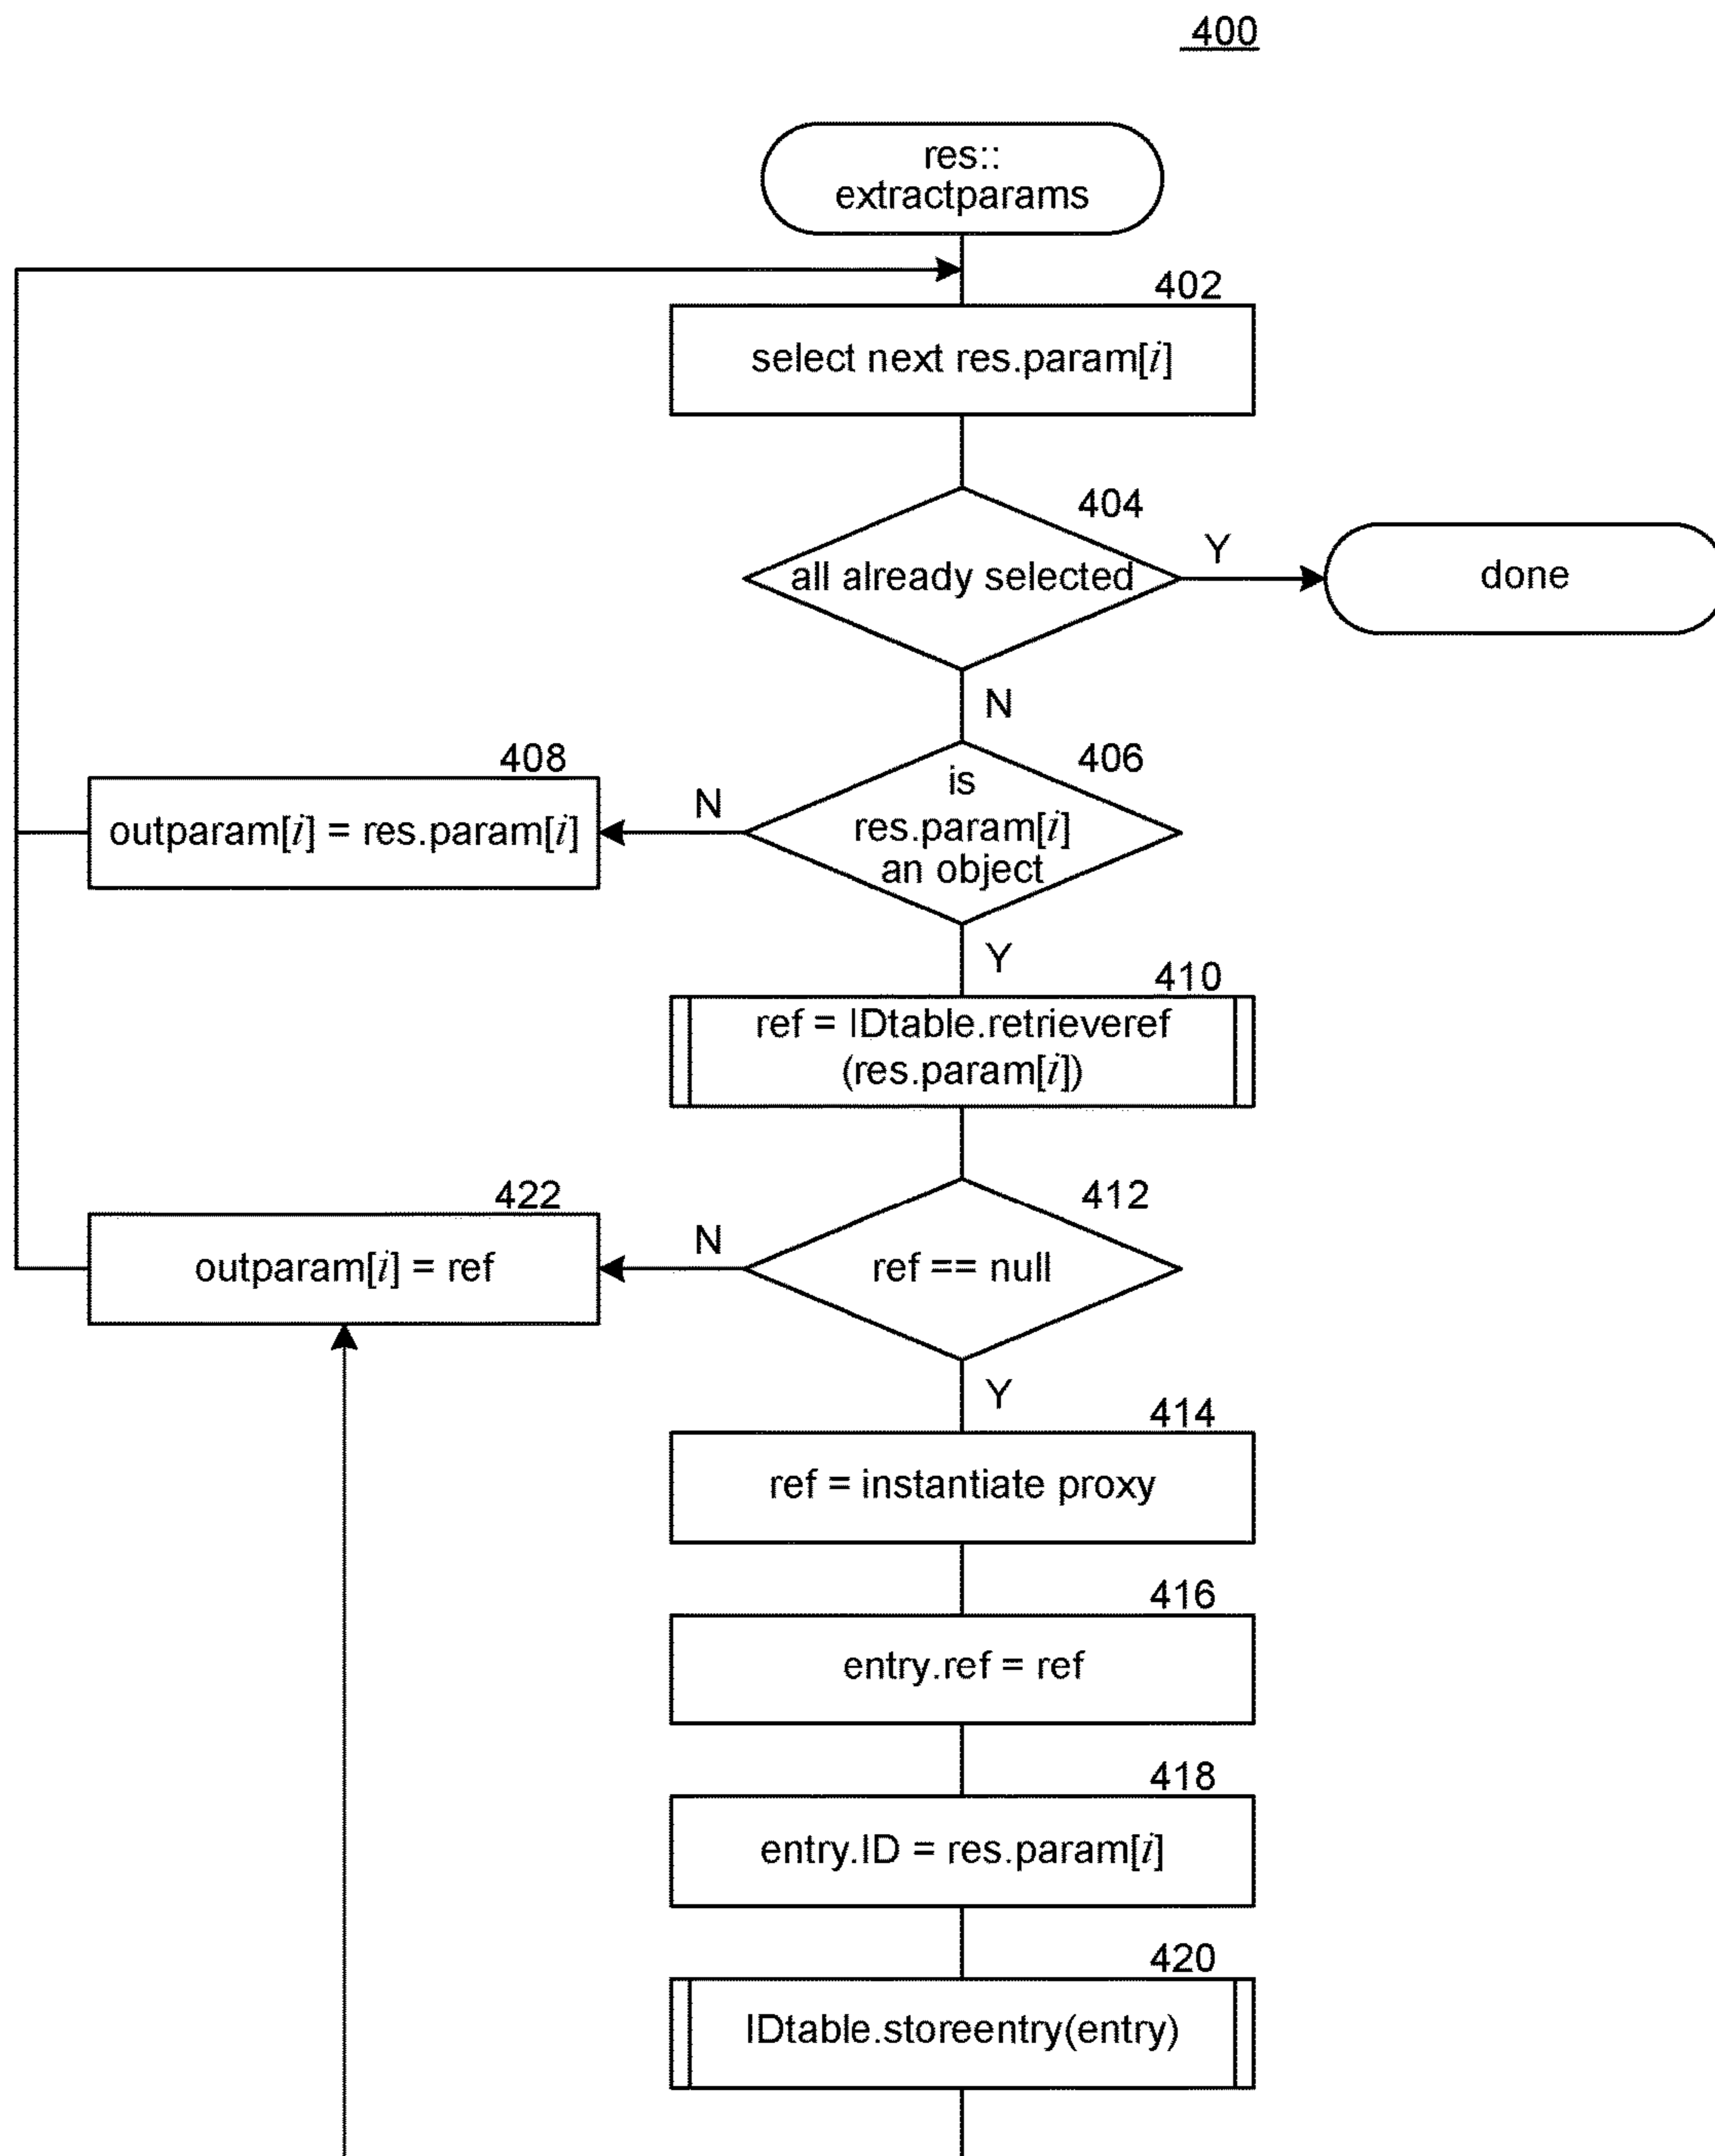 400
res::
extractparams
402
select next res.param[i]
404
all already selected
Y
done
N
408
outparam[i] = res.param[i]
N
406
is
res.param[i]
an object
Y
410
ref = IDtable.retrieveref
(res.param[i])
422
outparam[i] = ref
N
412
ref == null
Y
414
ref = instantiate proxy
416
entry.ref = ref
418
entry.ID = res.param[i]
420
IDtable.storeentry(entry)